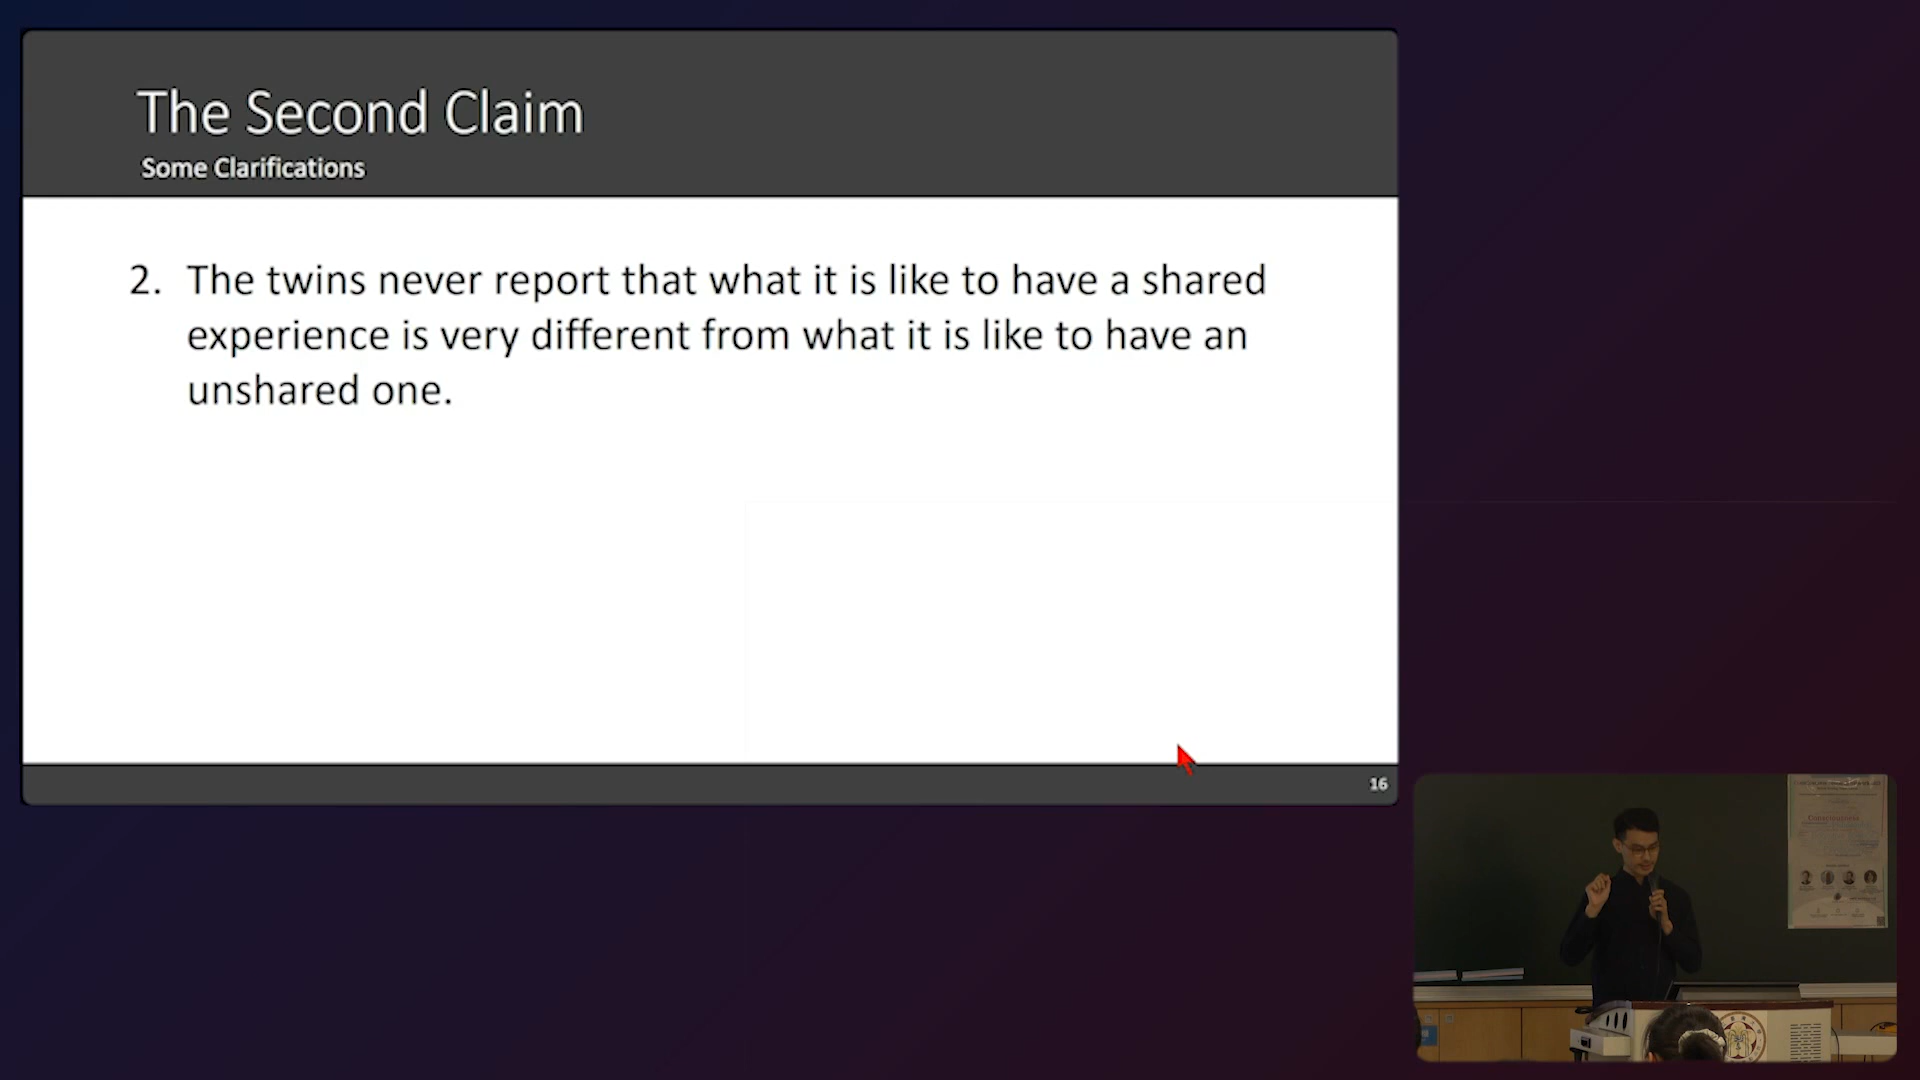 The Second Claim
Some Clarifications
2. The twins never report that what it is like to have a shared
experience is very different from what it is like to have an
unshared one.
16
Consciousness